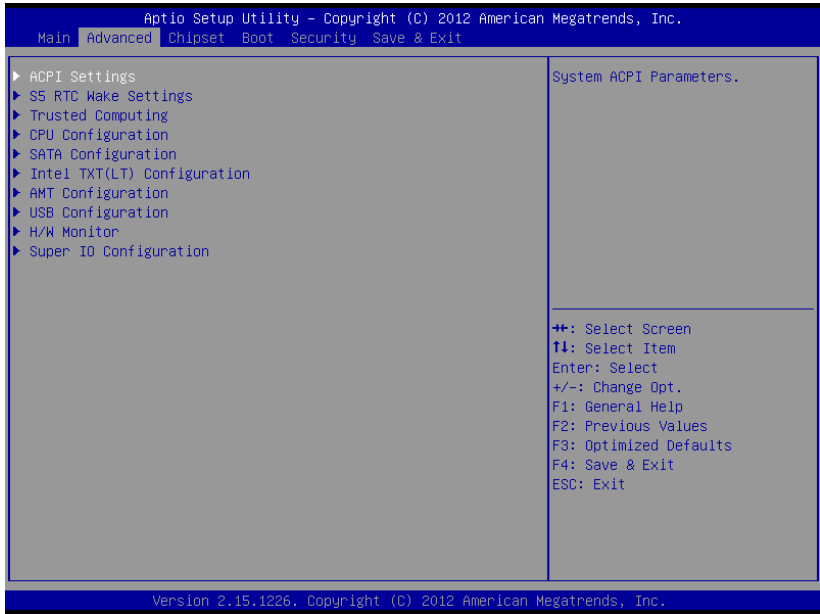 Aptio Setup Utility – Copyright (C) 2012 American Megatrends, Inc.
Main Advanced Chipset Boot Security Save & Exit
▶ ACPI Settings
▶ S5 RTC Wake Settings
▶ Trusted Computing
▶ CPU Configuration
▶ SATA Configuration
▶ Intel TXT(LT) Configuration
▶ AMT Configuration
▶ USB Configuration
▶ H/W Monitor
▶ Super IO Configuration
System ACPI Parameters.
→←: Select Screen
↑↓: Select Item
Enter: Select
+/-: Change Opt.
F1: General Help
F2: Previous Values
F3: Optimized Defaults
F4: Save & Exit
ESC: Exit
Version 2.15.1226. Copyright (C) 2012 American Megatrends, Inc.